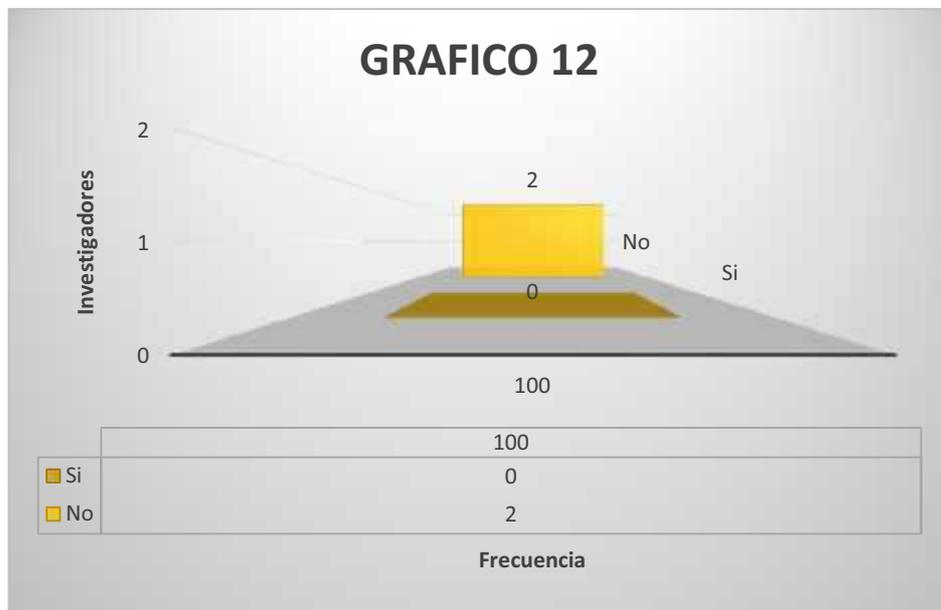 GRAFICO 12
2
2
No
1
Si
Investigadores
0
0
100
100
Si 0
No 2
Frecuencia